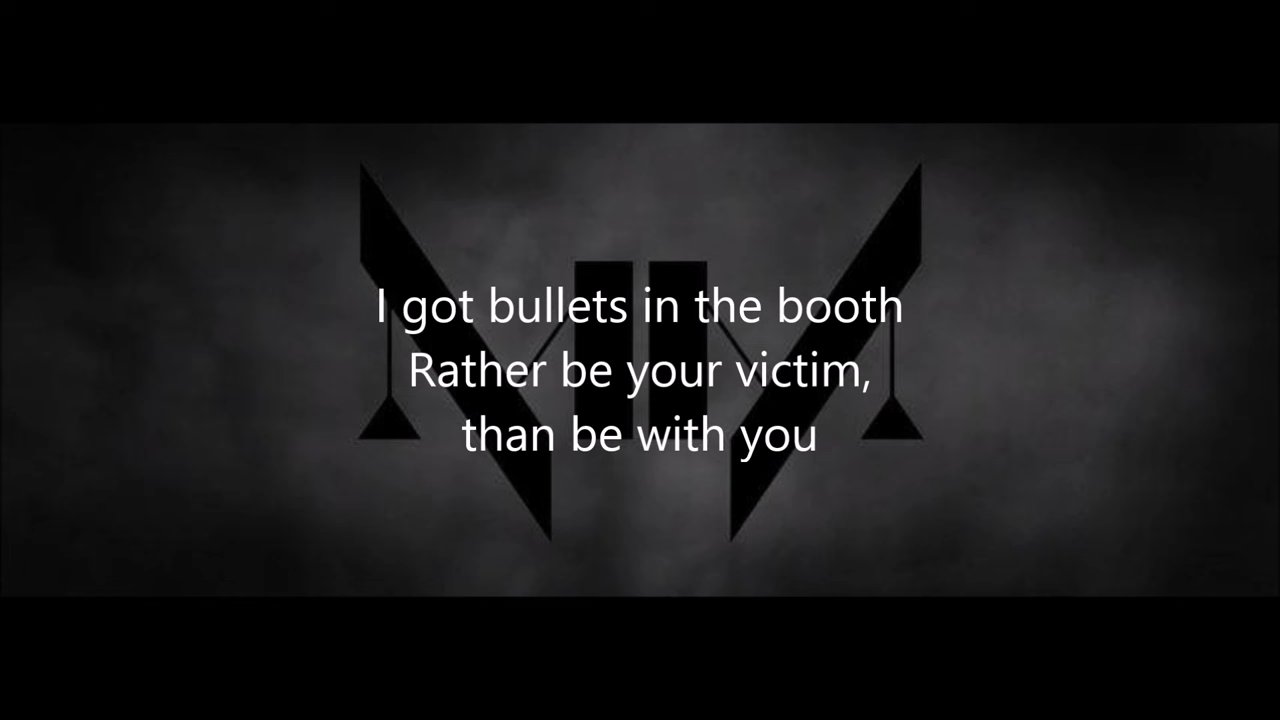 I got bullets in the booth
Rather be your victim,
than be with you